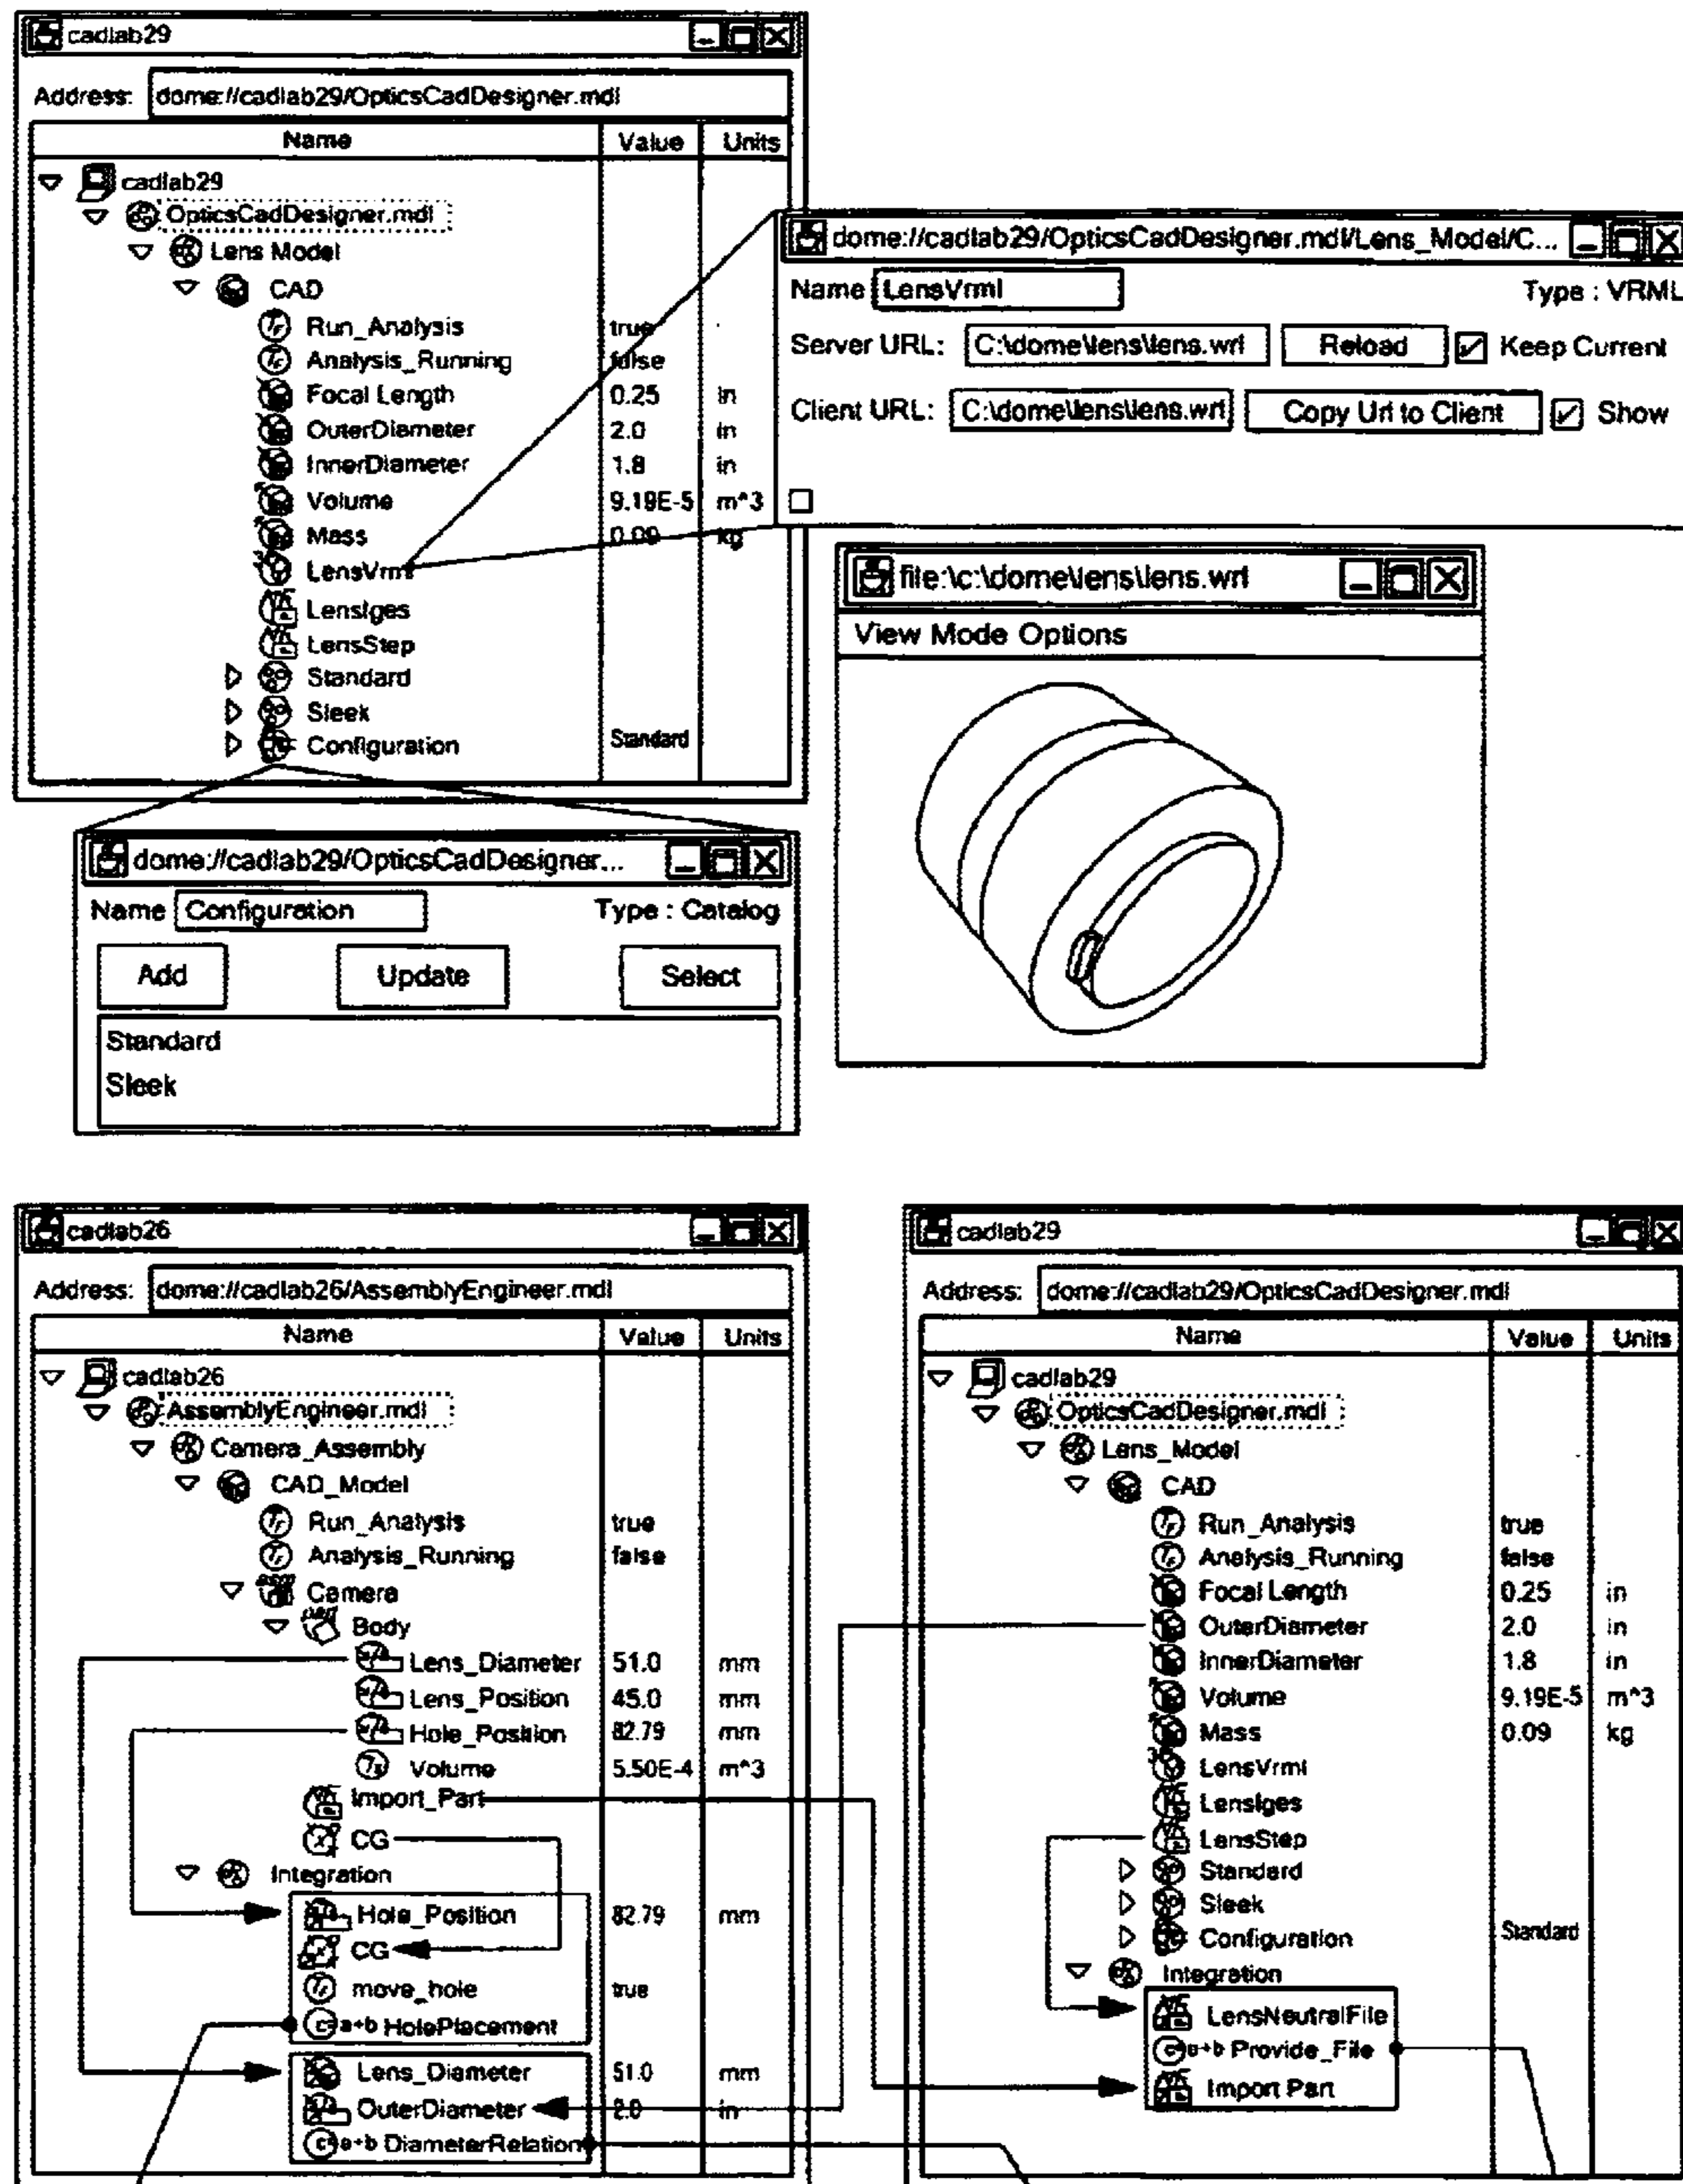 cadlab29
Address: dome://cadlab29/OpticsCadDesigner.mdl
Name Value Units
cadlab29
OpticsCadDesigner.mdl
Lens Model
CAD
Run_Analysis true
Analysis_Running false
Focal Length 0.25 in
OuterDiameter 2.0 in
InnerDiameter 1.8 in
Volume 9.19E-5 m^3
Mass 0.09 kg
LensVrml
LensIges
LensStep
Standard
Sleek
Configuration Standard
dome://cadlab29/OpticsCadDesigner.mdl/Lens_Model/C...
Name LensVrml Type : VRML
Server URL: C:\dome\lens\lens.wrl Reload Keep Current
Client URL: C:\dome\lens\lens.wrl Copy Url to Client Show
file:\c:\dome\lens\lens.wrl
View Mode Options
dome://cadlab29/OpticsCadDesigner...
Name Configuration Type : Catalog
Add Update Select
Standard
Sleek
cadlab26
Address: dome://cadlab26/AssemblyEngineer.mdl
Name Value Units
cadlab26
AssemblyEngineer.mdl
Camera_Assembly
CAD_Model
Run_Analysis true
Analysis_Running false
Camera
Body
Lens_Diameter 51.0 mm
Lens_Position 45.0 mm
Hole_Position 82.79 mm
Volume 5.50E-4 m^3
Import_Part
CG
Integration
Hole_Position 82.79 mm
CG
move_hole true
c=a+b HolePlacement
Lens_Diameter 51.0 mm
OuterDiameter 2.0 in
c=a+b DiameterRelation
cadlab29
Address: dome://cadlab29/OpticsCadDesigner.mdl
Name Value Units
cadlab29
OpticsCadDesigner.mdl
Lens_Model
CAD
Run_Analysis true
Analysis_Running false
Focal Length 0.25 in
OuterDiameter 2.0 in
InnerDiameter 1.8 in
Volume 9.19E-5 m^3
Mass 0.09 kg
LensVrml
LensIges
LensStep
Standard
Sleek
Configuration Standard
Integration
LensNeutralFile
c=a+b Provide_File
Import Part